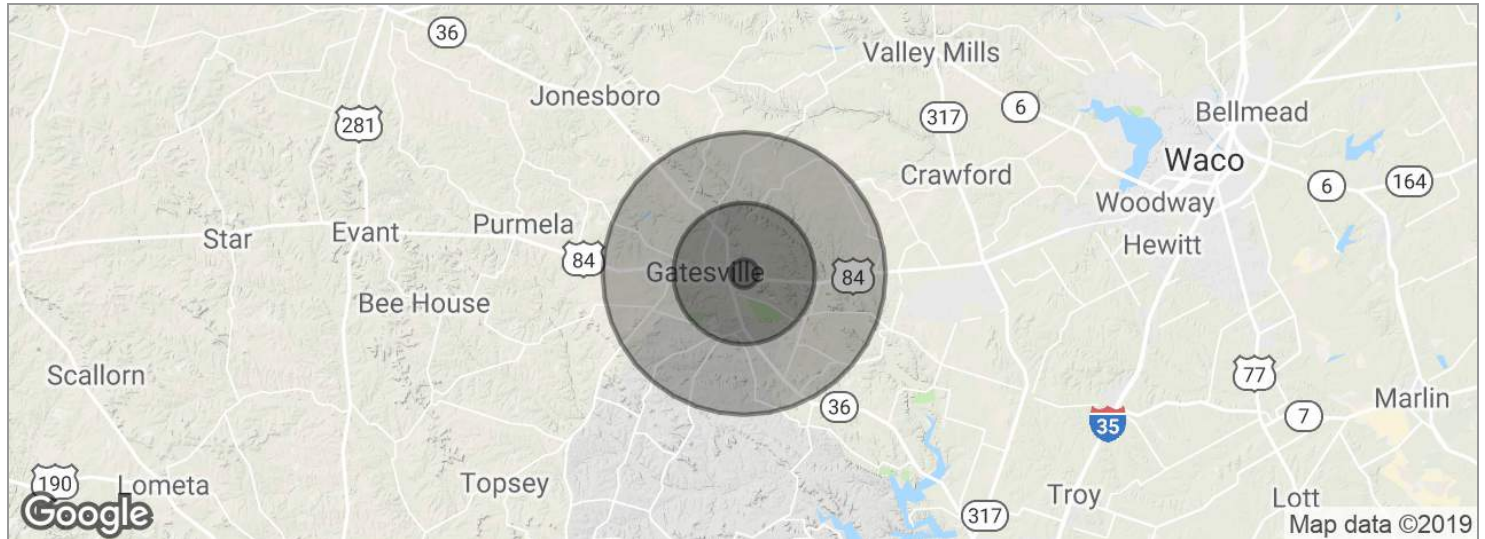 36
Valley Mills
Jonesboro
281
317
6
Bellmead
Waco
Crawford
6
164
Woodway
Purmela
Star
Evant
84
Hewitt
Gatesville
84
Bee House
Scallorn
77
Marlin
36
35
7
190
Lometa
Topsey
317
Troy
Lott
Google
Map data ©2019